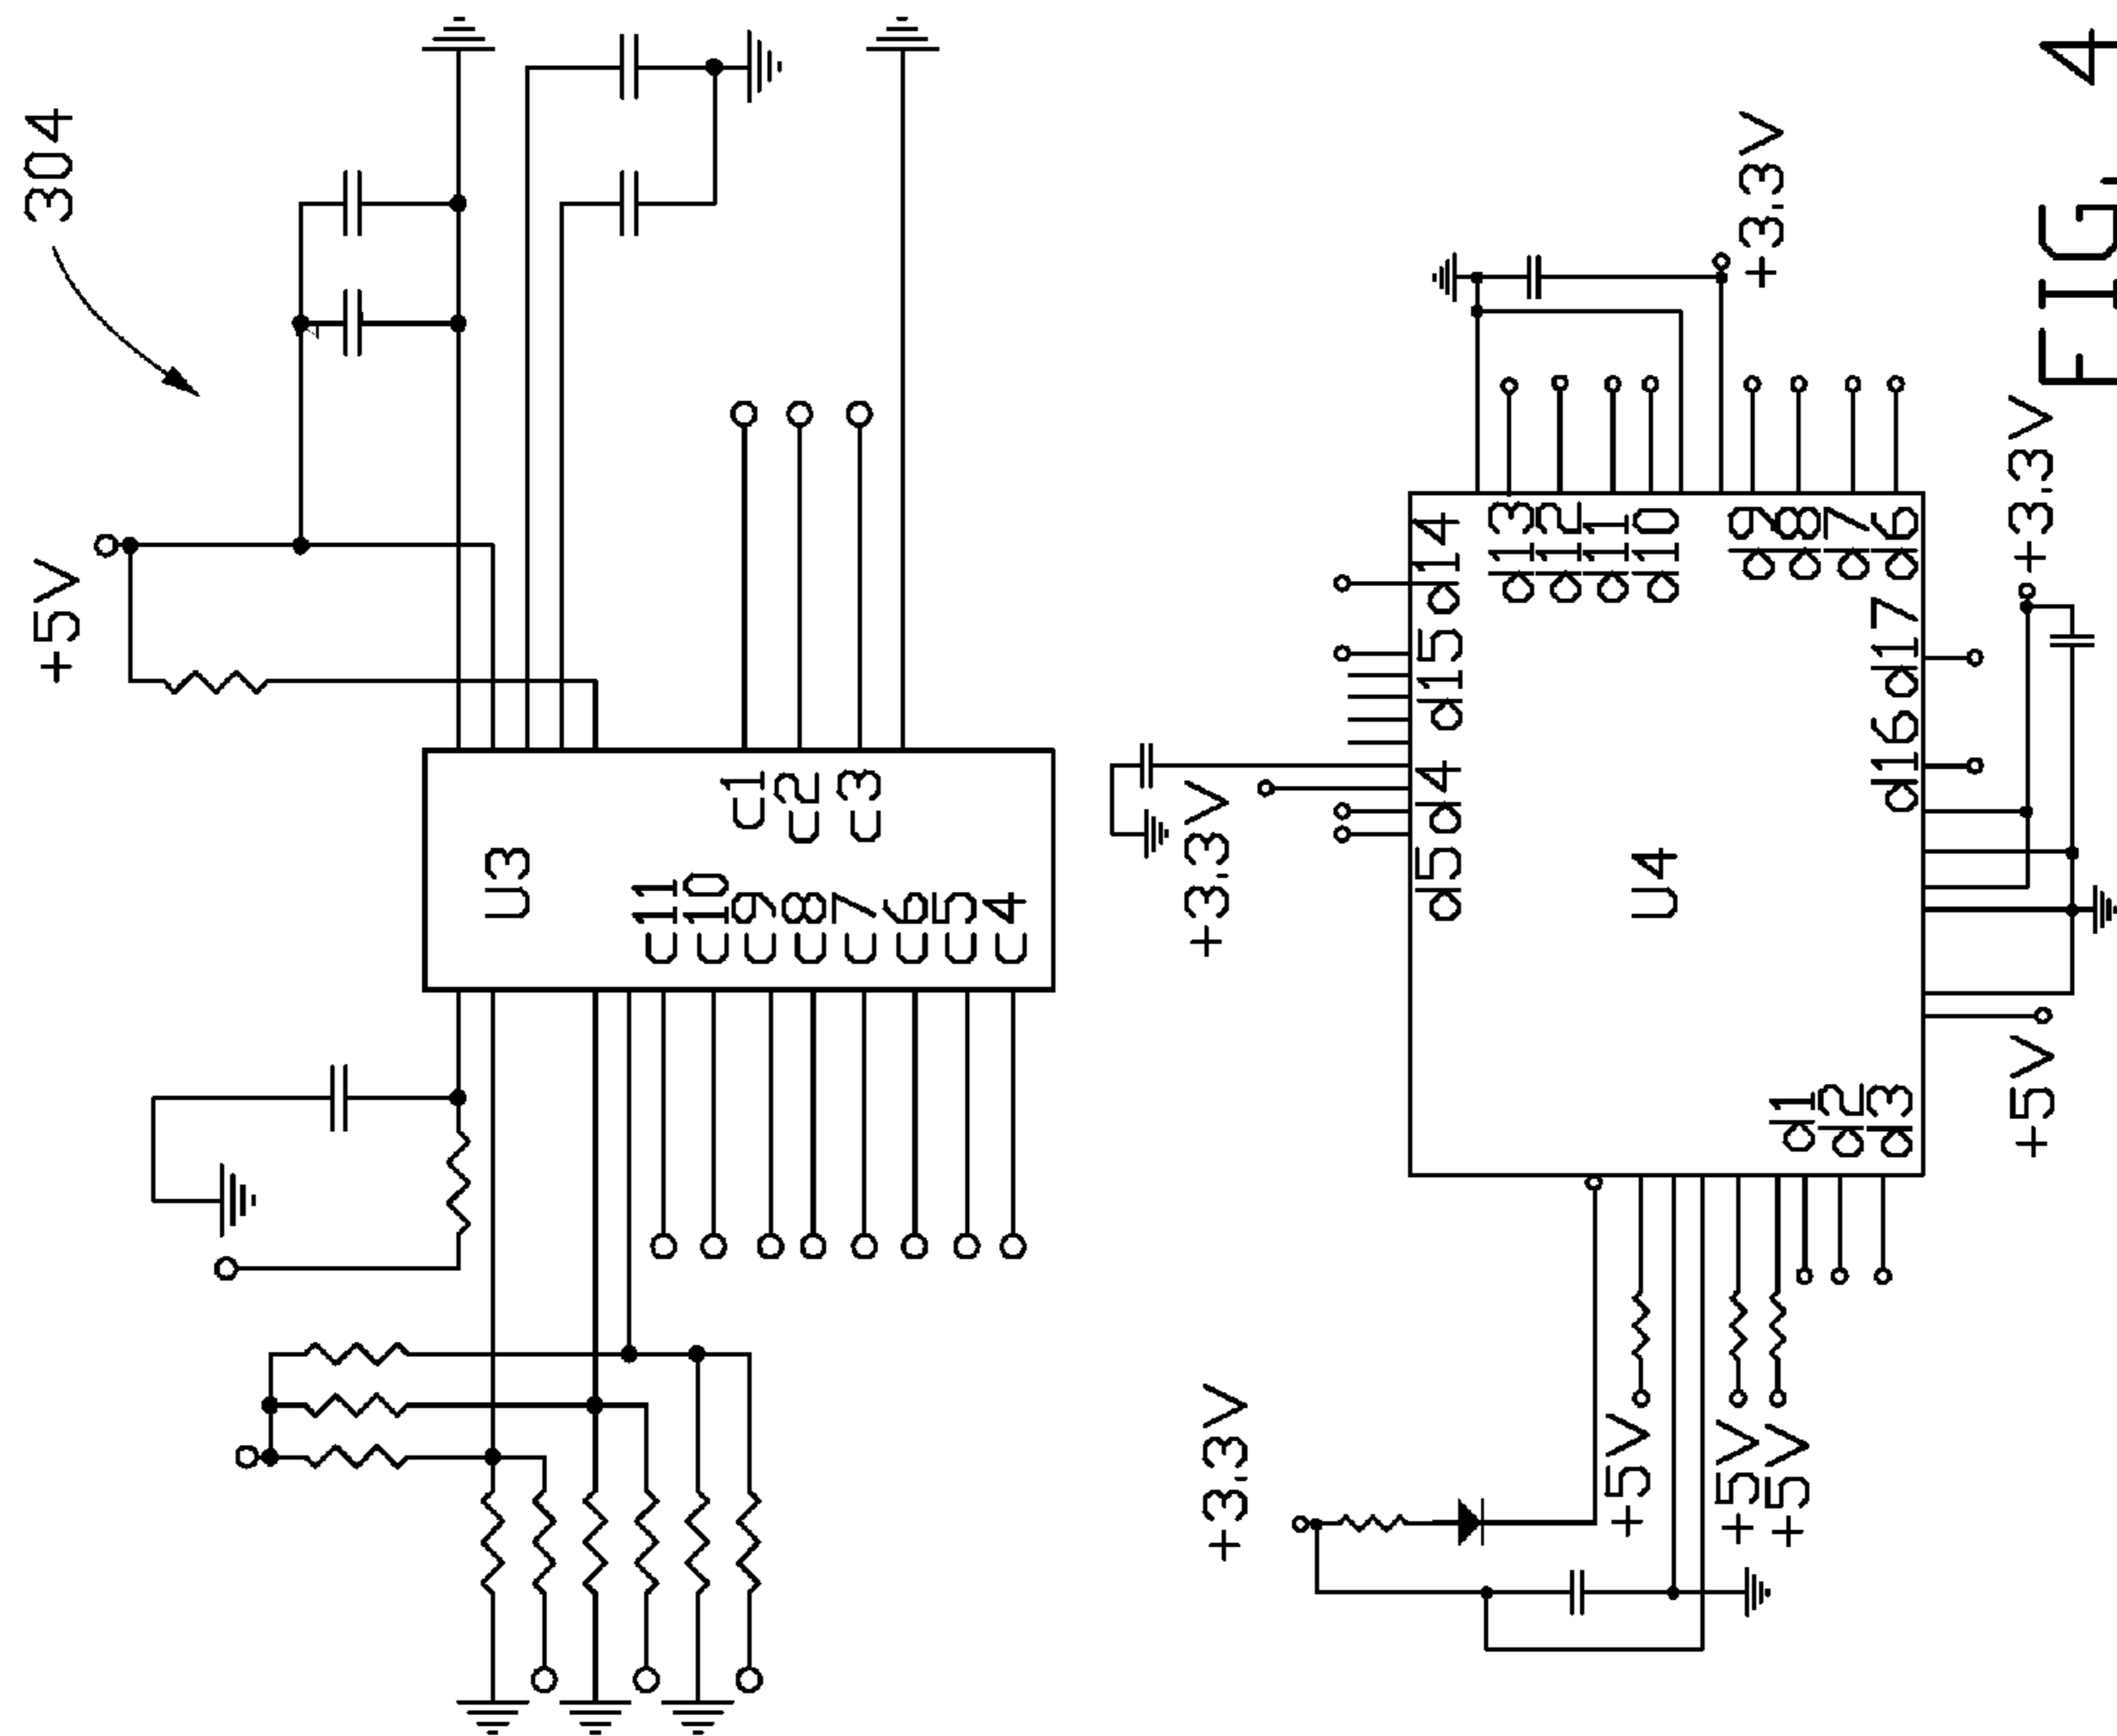 304
+5V
U3
c1
c2
c3
c11
c10
c9
c8
c7
c6
c5
c4
+3.3V
+3.3V
d14
d15
d4
d5
d13
d12
d11
d10
d9
d8
d7
d6
d17
d16
U4
d1
d2
d3
+3.3V
+5V
+3.3V
+5V
+5V
+5V
FIG. 4